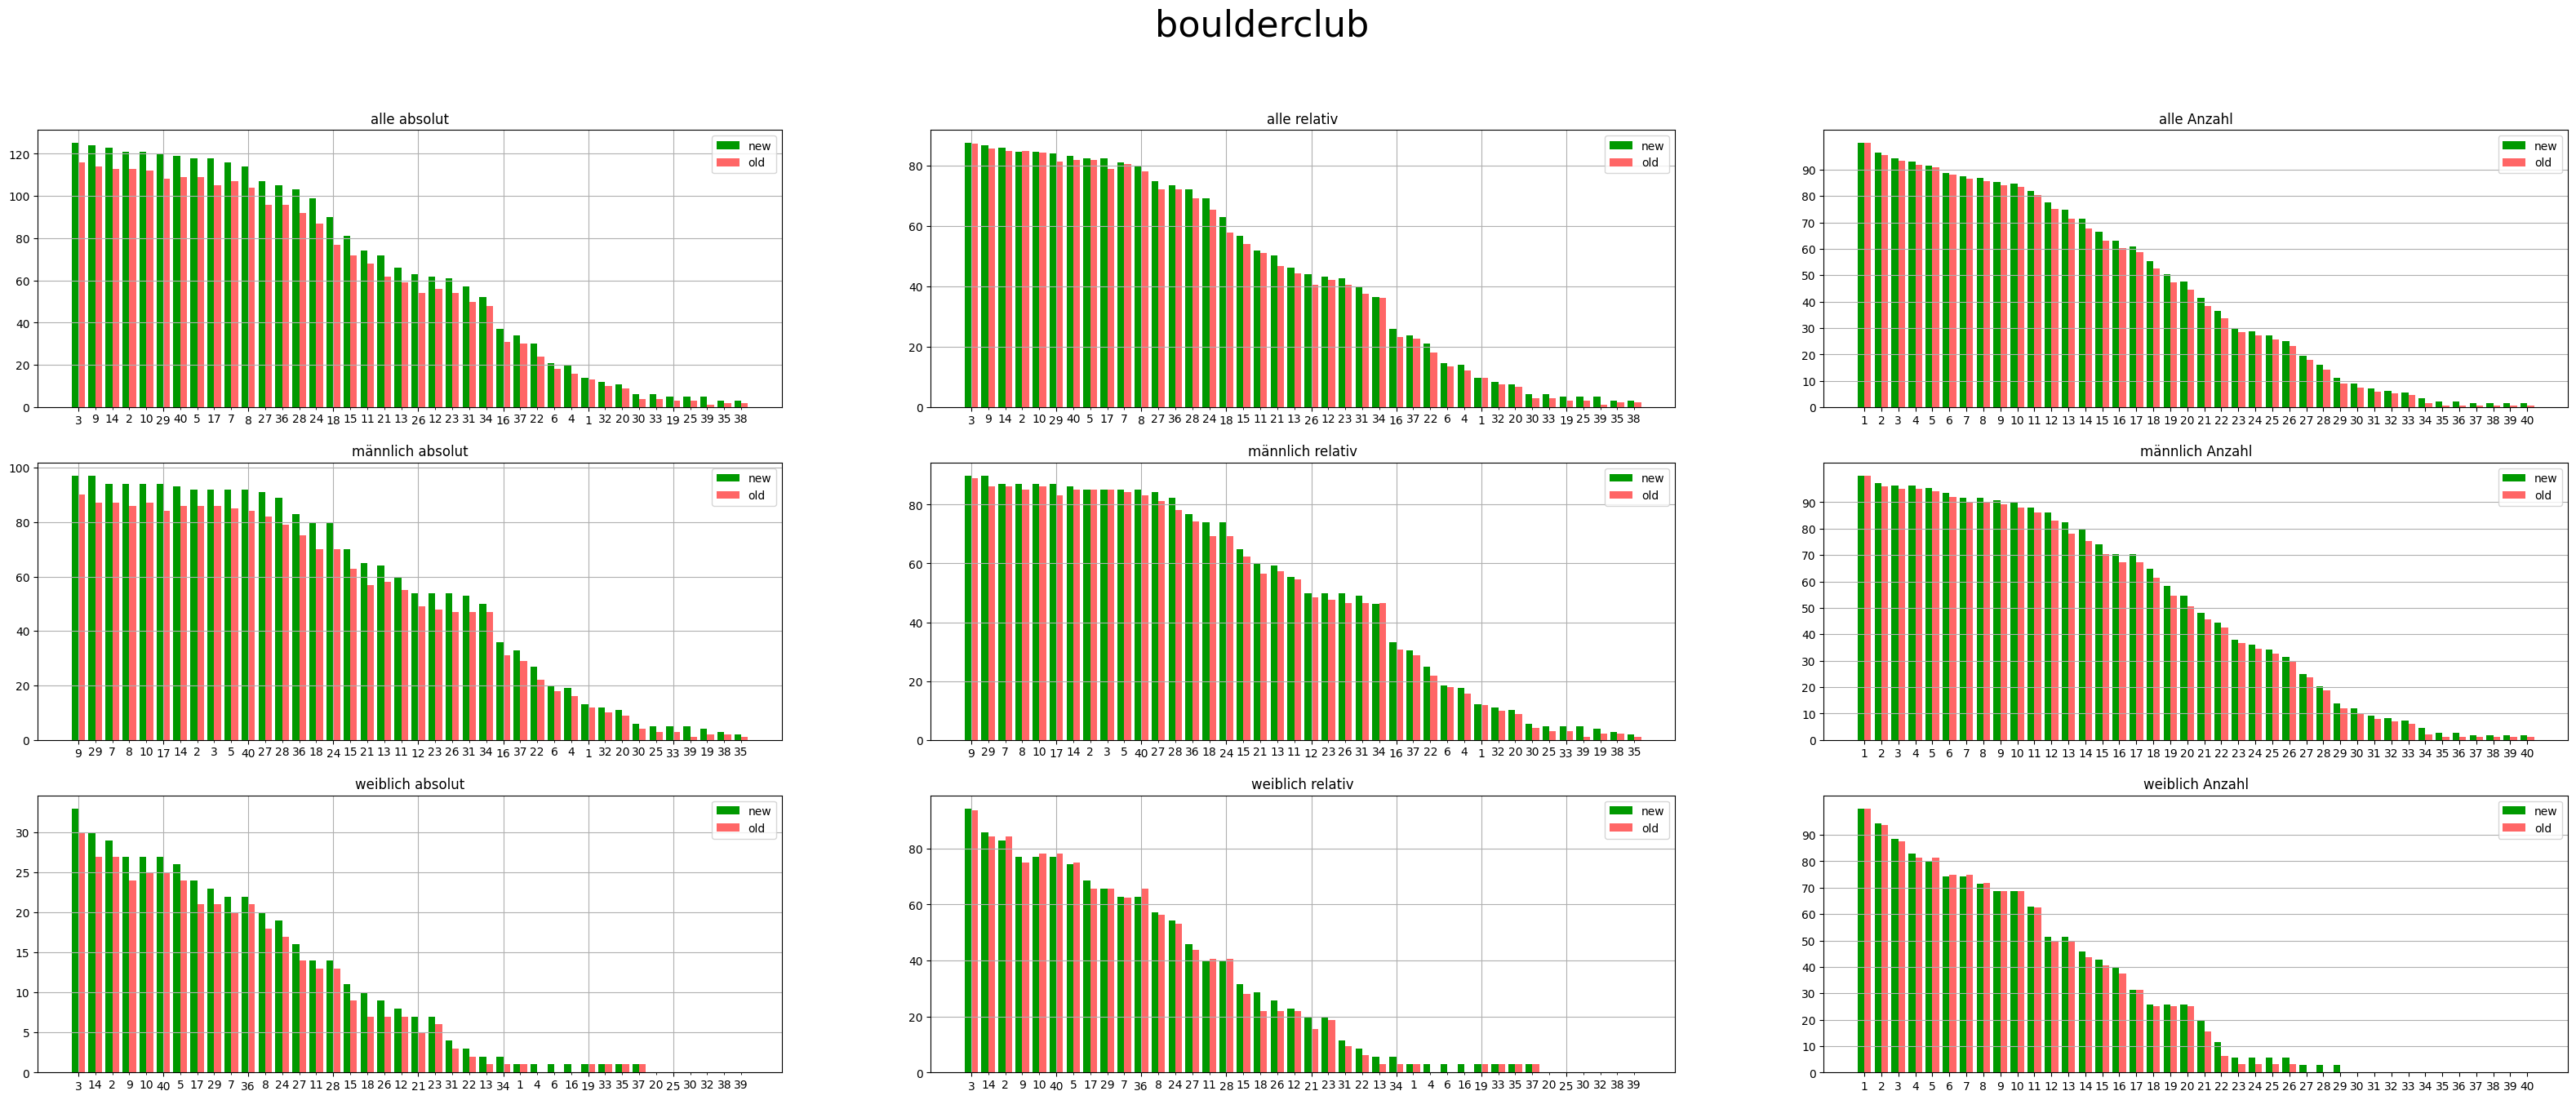 boulderclub
alle absolut
new
old
120
100
80
60
40
20
0
3 9 14 2 10 29 40 5 17 7 8 27 36 28 24 18 15 11 21 13 26 12 23 31 34 16 37 22 6 4 1 32 20 30 33 19 25 39 35 38
alle relativ
new
old
80
60
40
20
0
3 9 14 2 10 29 40 5 17 7 8 27 36 28 24 18 15 11 21 13 26 12 23 31 34 16 37 22 6 4 1 32 20 30 33 19 25 39 35 38
alle Anzahl
new
old
90
80
70
60
50
40
30
20
10
0
1 2 3 4 5 6 7 8 9 10 11 12 13 14 15 16 17 18 19 20 21 22 23 24 25 26 27 28 29 30 31 32 33 34 35 36 37 38 39 40
männlich absolut
new
old
100
80
60
40
20
0
9 29 7 8 10 17 14 2 3 5 40 27 28 36 18 24 15 21 13 11 12 23 26 31 34 16 37 22 6 4 1 32 20 30 25 33 39 19 38 35
männlich relativ
new
old
80
60
40
20
0
9 29 7 8 10 17 14 2 3 5 40 27 28 36 18 24 15 21 13 11 12 23 26 31 34 16 37 22 6 4 1 32 20 30 25 33 39 19 38 35
männlich Anzahl
new
old
90
80
70
60
50
40
30
20
10
0
1 2 3 4 5 6 7 8 9 10 11 12 13 14 15 16 17 18 19 20 21 22 23 24 25 26 27 28 29 30 31 32 33 34 35 36 37 38 39 40
weiblich absolut
new
old
30
25
20
15
10
5
0
3 14 2 9 10 40 5 17 29 7 36 8 24 27 11 28 15 18 26 12 21 23 31 22 13 34 1 4 6 16 19 33 35 37 20 25 30 32 38 39
weiblich relativ
new
old
80
60
40
20
0
3 14 2 9 10 40 5 17 29 7 36 8 24 27 11 28 15 18 26 12 21 23 31 22 13 34 1 4 6 16 19 33 35 37 20 25 30 32 38 39
weiblich Anzahl
new
old
90
80
70
60
50
40
30
20
10
0
1 2 3 4 5 6 7 8 9 10 11 12 13 14 15 16 17 18 19 20 21 22 23 24 25 26 27 28 29 30 31 32 33 34 35 36 37 38 39 40